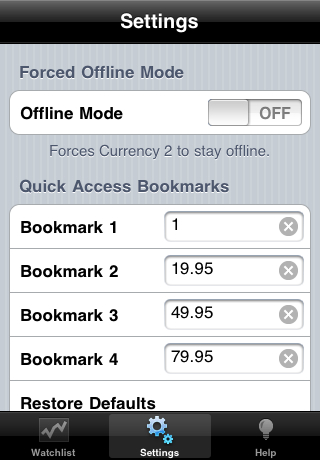 Settings
Forced Offline Mode
Offline Mode OFF
Forces Currency 2 to stay offline.
Quick Access Bookmarks
Bookmark 1 1
Bookmark 2 19.95
Bookmark 3 49.95
Bookmark 4 79.95
Restore Defaults
Watchlist Settings Help